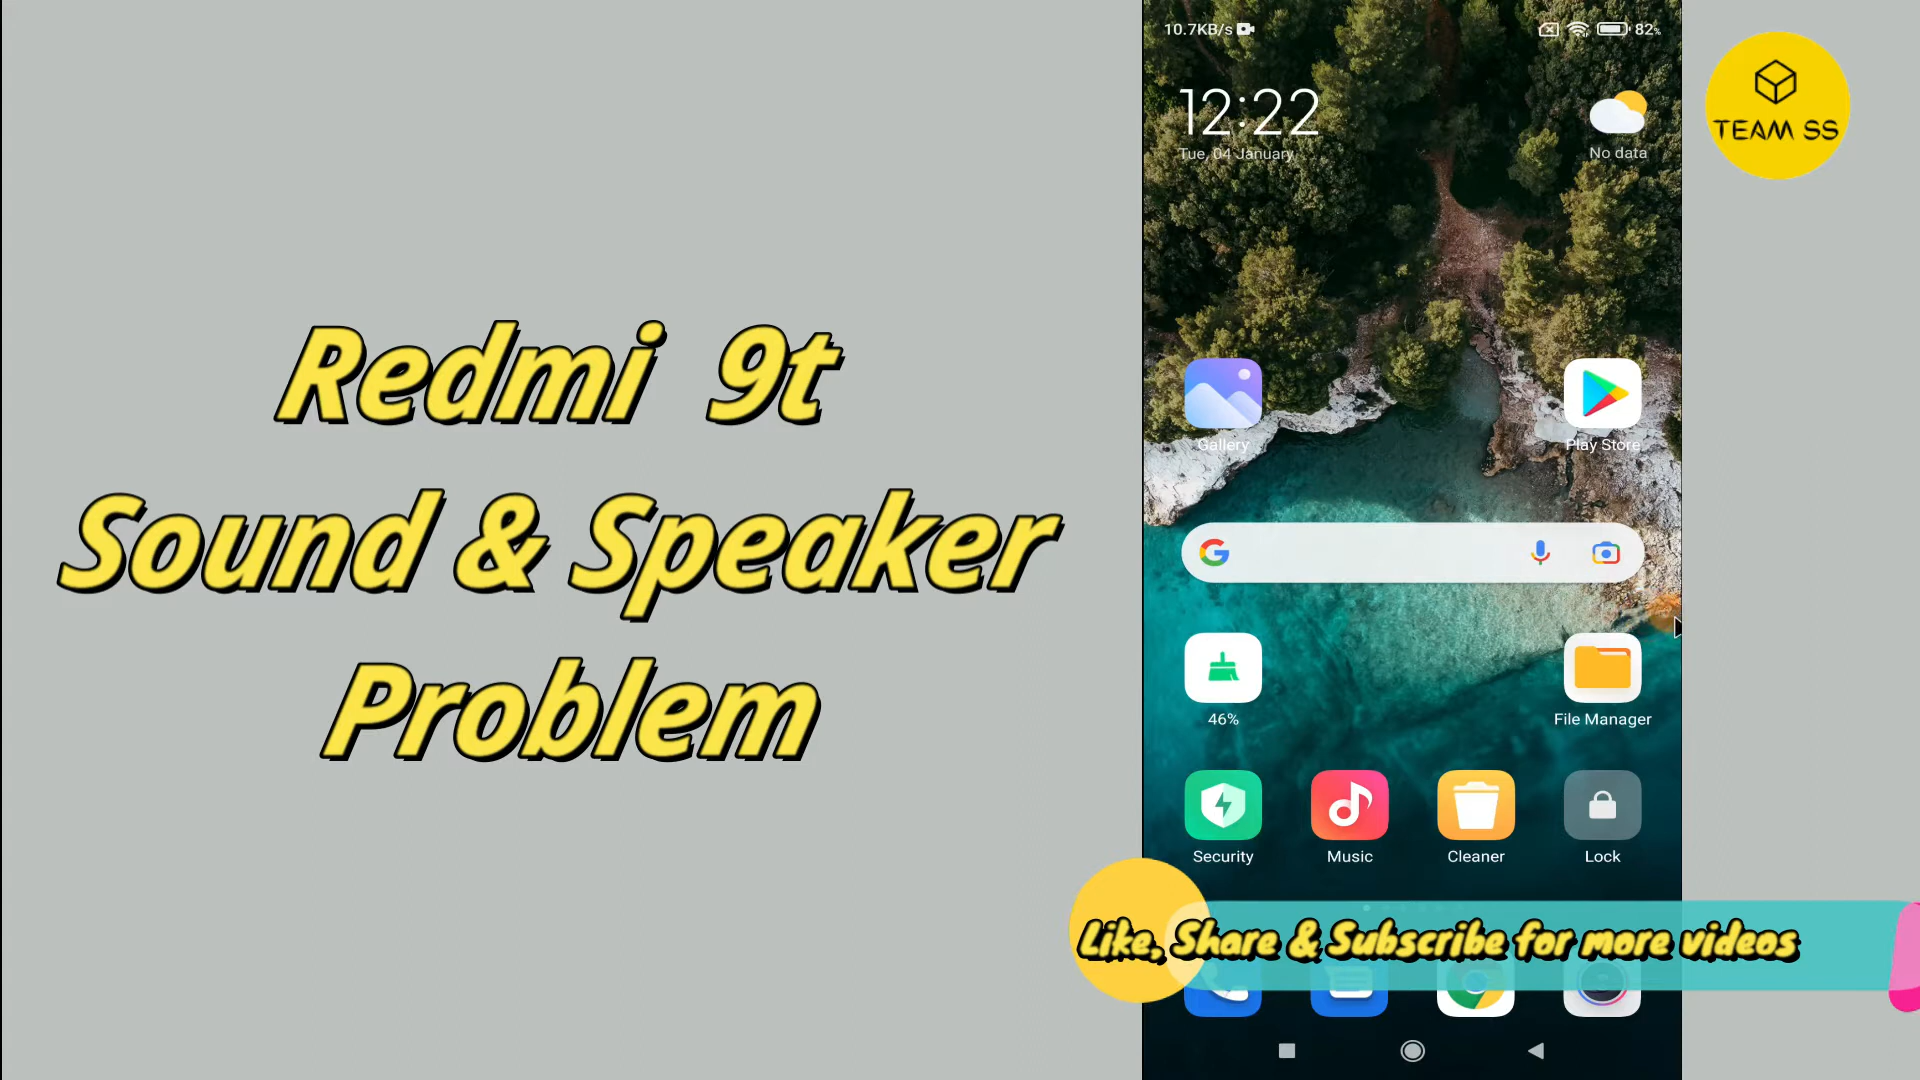 10.7KB/s
82%
12:22
Tue, 04 January
No data
TEAM SS
Redmi 9t
Sound & Speaker
Problem
Gallery
Play Store
46%
File Manager
Security
Music
Cleaner
Lock
Like, Share & Subscribe for more videos